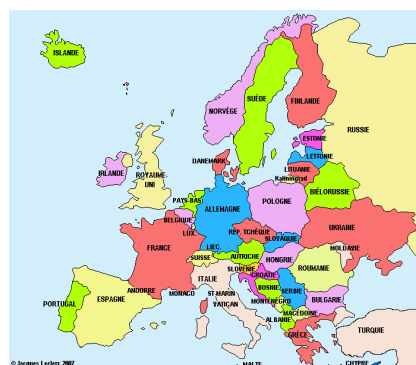 ISLANDE
NORVÈGE
SUÈDE
FINLANDE
RUSSIE
ESTONIE
LETTONIE
LITUANIE
Kaliningrad
DANEMARK
IRLANDE
ROYAUME
UNI
PAYS-BAS
BIÉLORUSSIE
POLOGNE
ALLEMAGNE
BELGIQUE
LUX.
RÉP. TCHÈQUE
UKRAINE
SLOVAQUIE
MOLDAVIE
FRANCE
LIEC.
SUISSE
AUTRICHE
HONGRIE
ROUMANIE
SLOVÉNIE
CROATIE
ITALIE
BOSNIE
SERBIE
ANDORRE
MONACO
ST-MARIN
VATICAN
MONTÉNÉGRO
BULGARIE
PORTUGAL
ESPAGNE
MACÉDOINE
ALBANIE
GRÈCE
TURQUIE
MALTE
CHYPRE
© Jacques Leclerc 2007